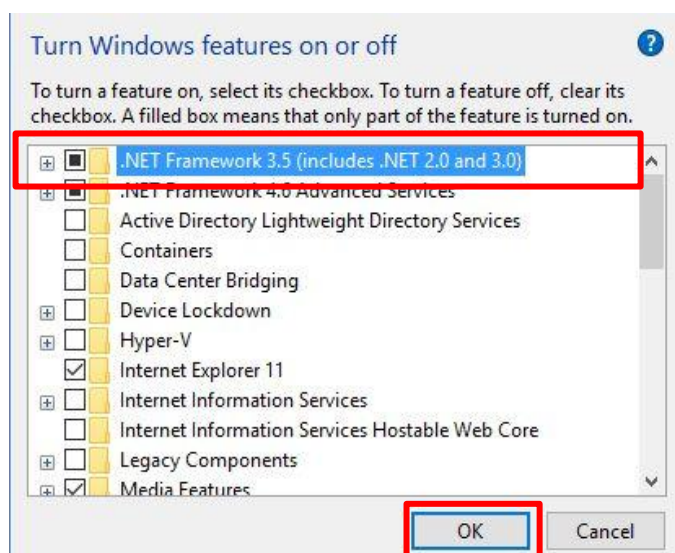 Turn Windows features on or off
?
To turn a feature on, select its checkbox. To turn a feature off, clear its
checkbox. A filled box means that only part of the feature is turned on.
.NET Framework 3.5 (includes .NET 2.0 and 3.0)
.NET Framework 4.6 Advanced Services
Active Directory Lightweight Directory Services
Containers
Data Center Bridging
Device Lockdown
Hyper-V
Internet Explorer 11
Internet Information Services
Internet Information Services Hostable Web Core
Legacy Components
Media Features
OK
Cancel